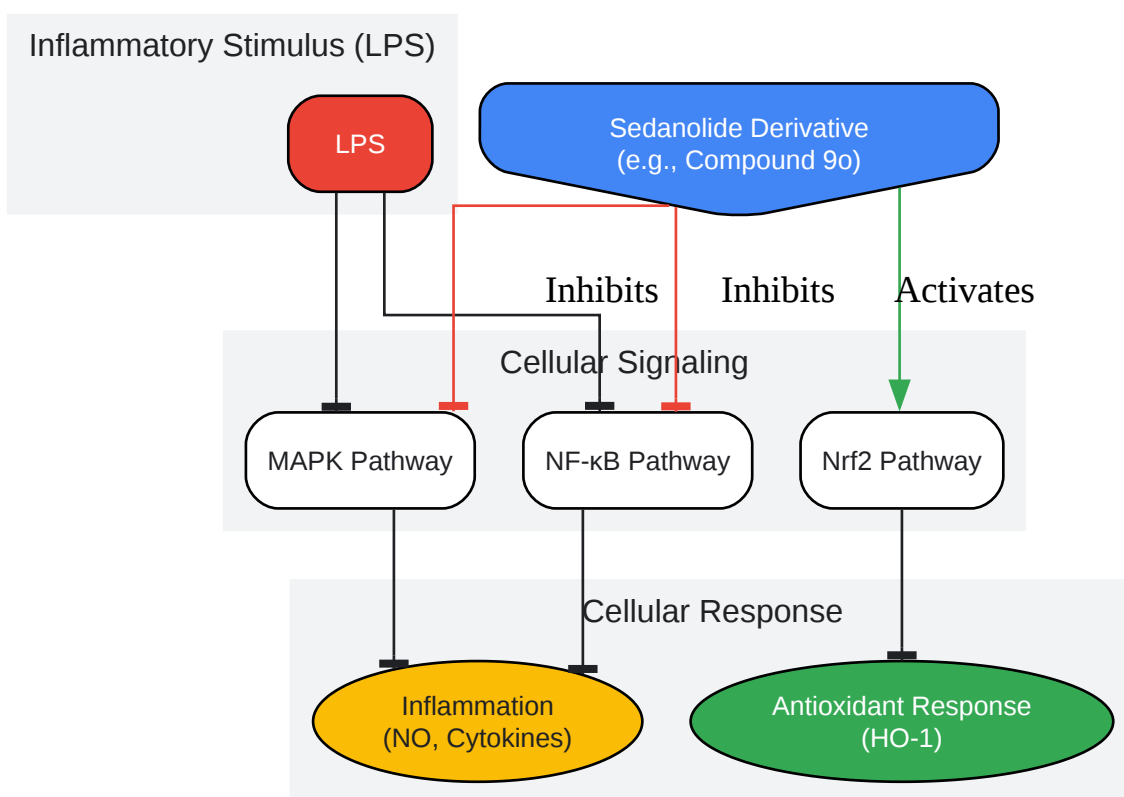 Inflammatory Stimulus (LPS)
LPS
Sedanolide Derivative
(e.g., Compound 9o)
Inhibits
Inhibits
Activates
Cellular Signaling
MAPK Pathway
NF-κB Pathway
Nrf2 Pathway
Cellular Response
Inflammation
(NO, Cytokines)
Antioxidant Response
(HO-1)